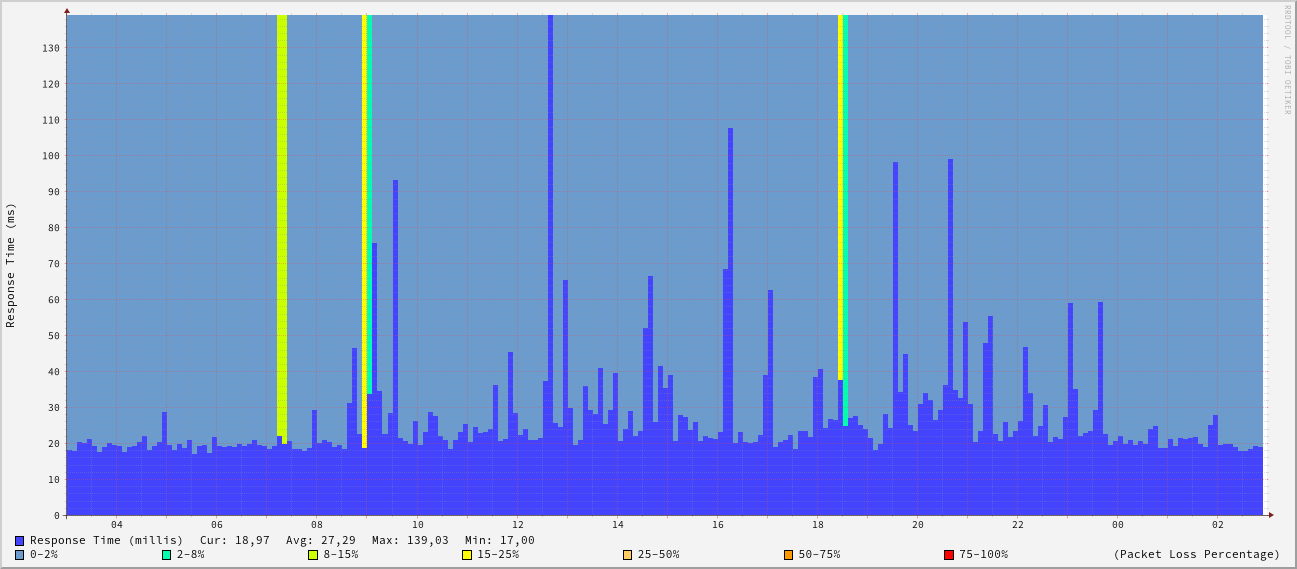 RRDTOOL / TOBI OETIKER
Response Time (ms)
130
120
110
100
90
80
70
60
50
40
30
20
10
0
04 06 08 10 12 14 16 18 20 22 00 02
Response Time (millis) Cur: 18,97 Avg: 27,29 Max: 139,03 Min: 17,00
0-2% 2-8% 8-15% 15-25% 25-50% 50-75% 75-100% (Packet Loss Percentage)